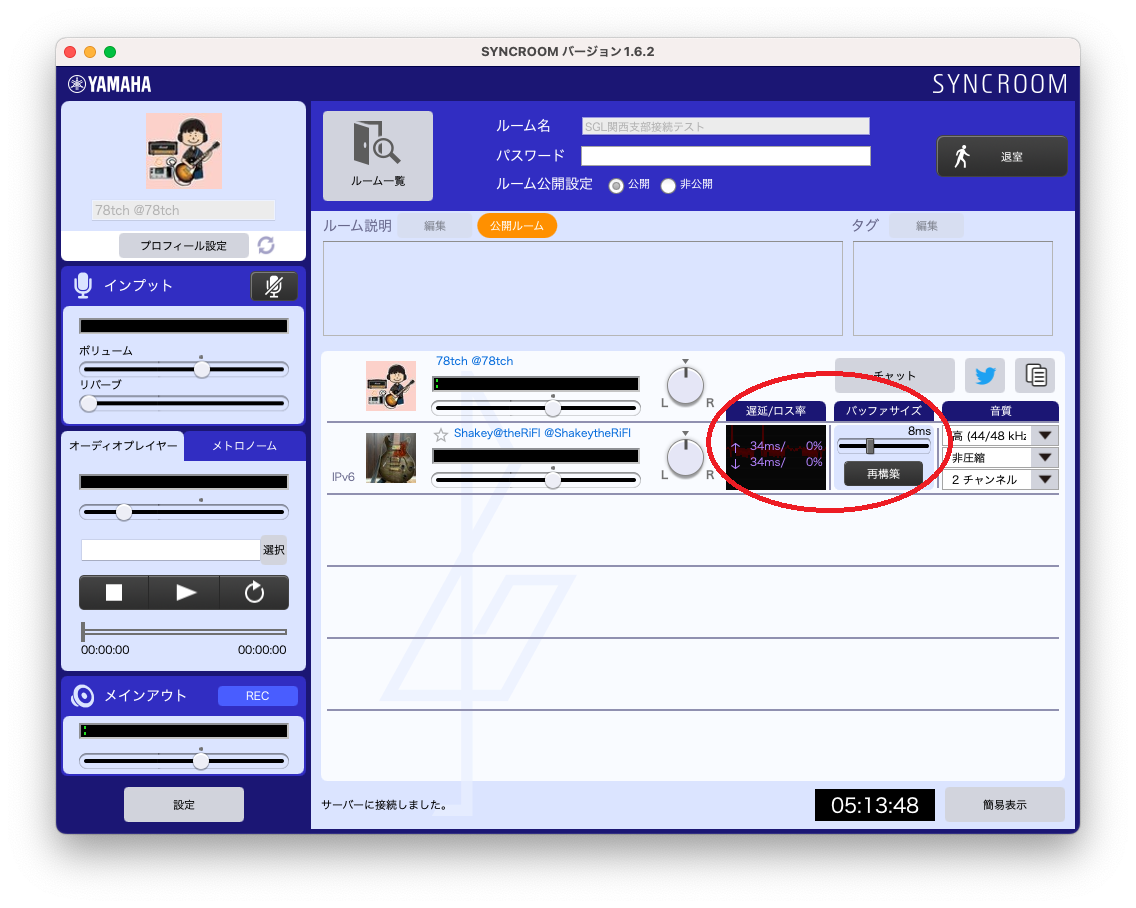 SYNCROOM バージョン1.6.2
YAMAHA
SYNCROOM
78tch @78tch
プロフィール設定
インプット
ボリューム
リバーブ
オーディオプレイヤー
メトロノーム
選択
00:00:00
00:00:00
メインアウト
REC
設定
ルーム一覧
ルーム名
SGL関西支部接続テスト
パスワード
ルーム公開設定
公開
非公開
退室
ルーム説明
編集
公開ルーム
タグ
編集
78tch @78tch
L
R
チャット
遅延/ロス率
バッファサイズ
音質
IPv6
Shakey@theRiFI @ShakeytheRiFI
L
R
↑ 34ms/ 0%
↓ 34ms/ 0%
8ms
再構築
高 (44/48 kHz
非圧縮
2 チャンネル
サーバーに接続しました。
05:13:48
簡易表示